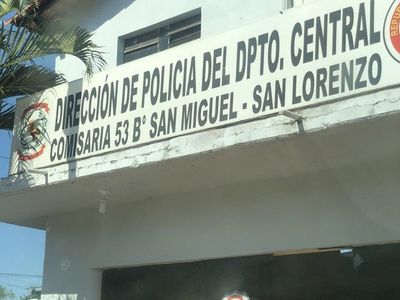 DIRECCIÓN DE POLICIA DEL DPTO. CENTRAL
COMISARIA 53 B° SAN MIGUEL - SAN LORENZO